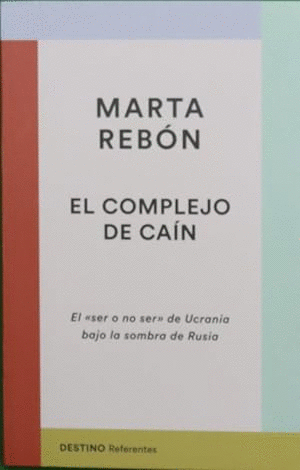 MARTA
REBÓN
EL COMPLEJO
DE CAÍN
El «ser o no ser» de Ucrania
bajo la sombra de Rusia
DESTINO Referentes